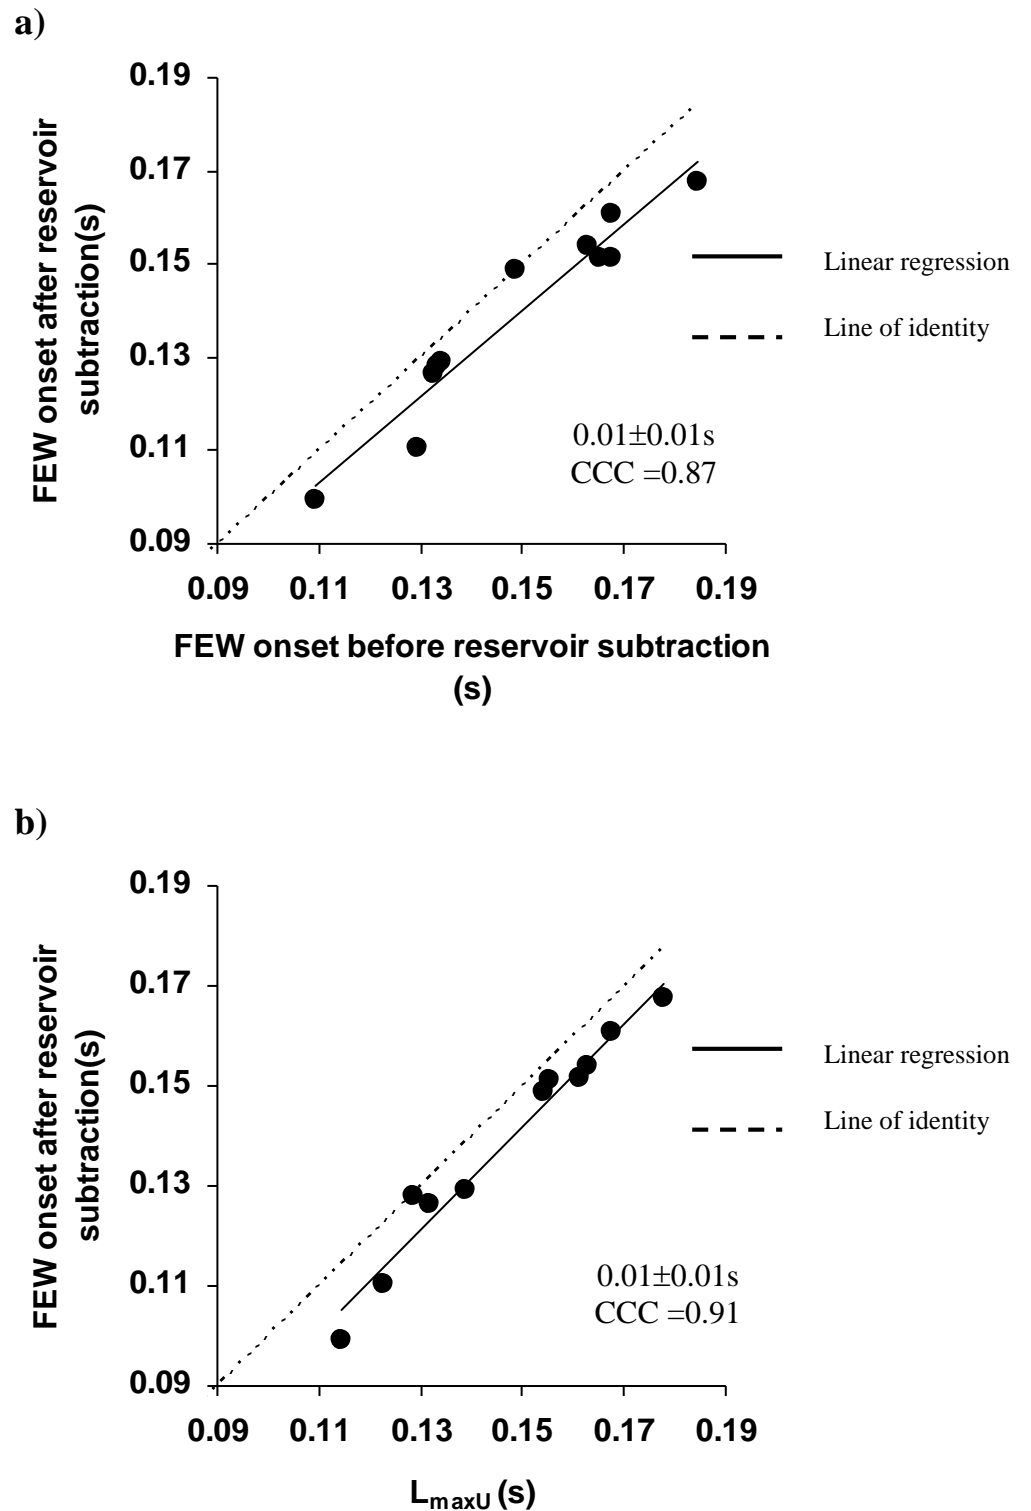 a)
0.19
0.17
0.15
0.13
0.11
0.09
FEW onset after reservoir
subtraction(s)
Linear regression
Line of identity
0.01±0.01s
CCC =0.87
0.09 0.11 0.13 0.15 0.17 0.19
FEW onset before reservoir subtraction
(s)
b)
0.19
0.17
0.15
0.13
0.11
0.09
FEW onset after reservoir
subtraction(s)
Linear regression
Line of identity
0.01±0.01s
CCC =0.91
0.09 0.11 0.13 0.15 0.17 0.19
LmaxU (s)